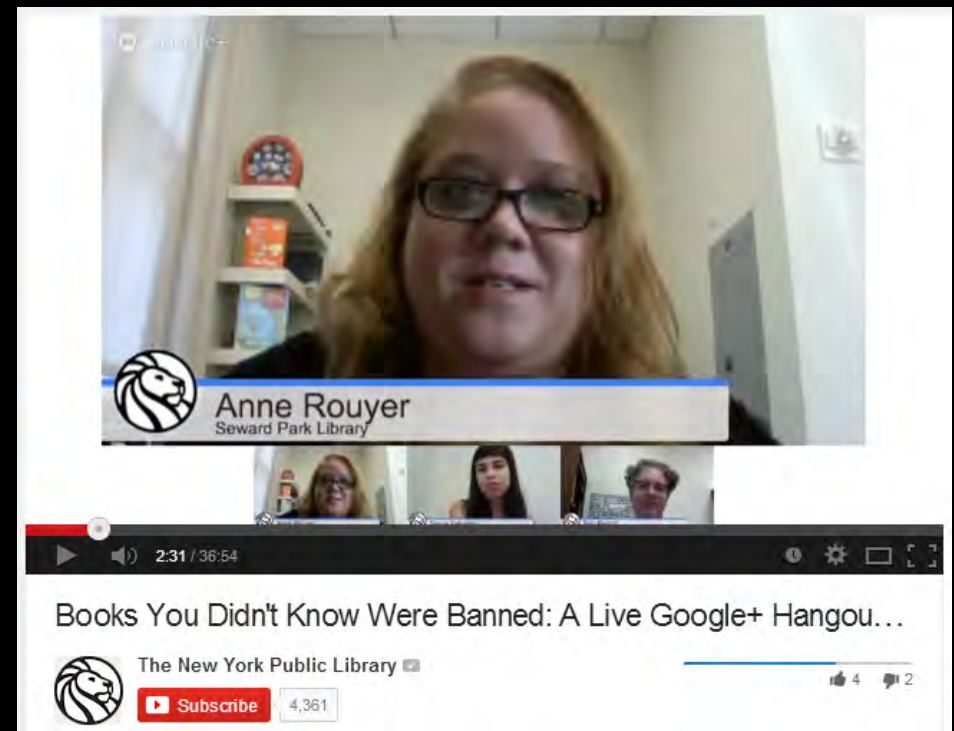 Anne Rouyer
Seward Park Library
2:31 / 36:54
Books You Didn't Know Were Banned: A Live Google+ Hangou…
The New York Public Library
4 2
Subscribe 4,361